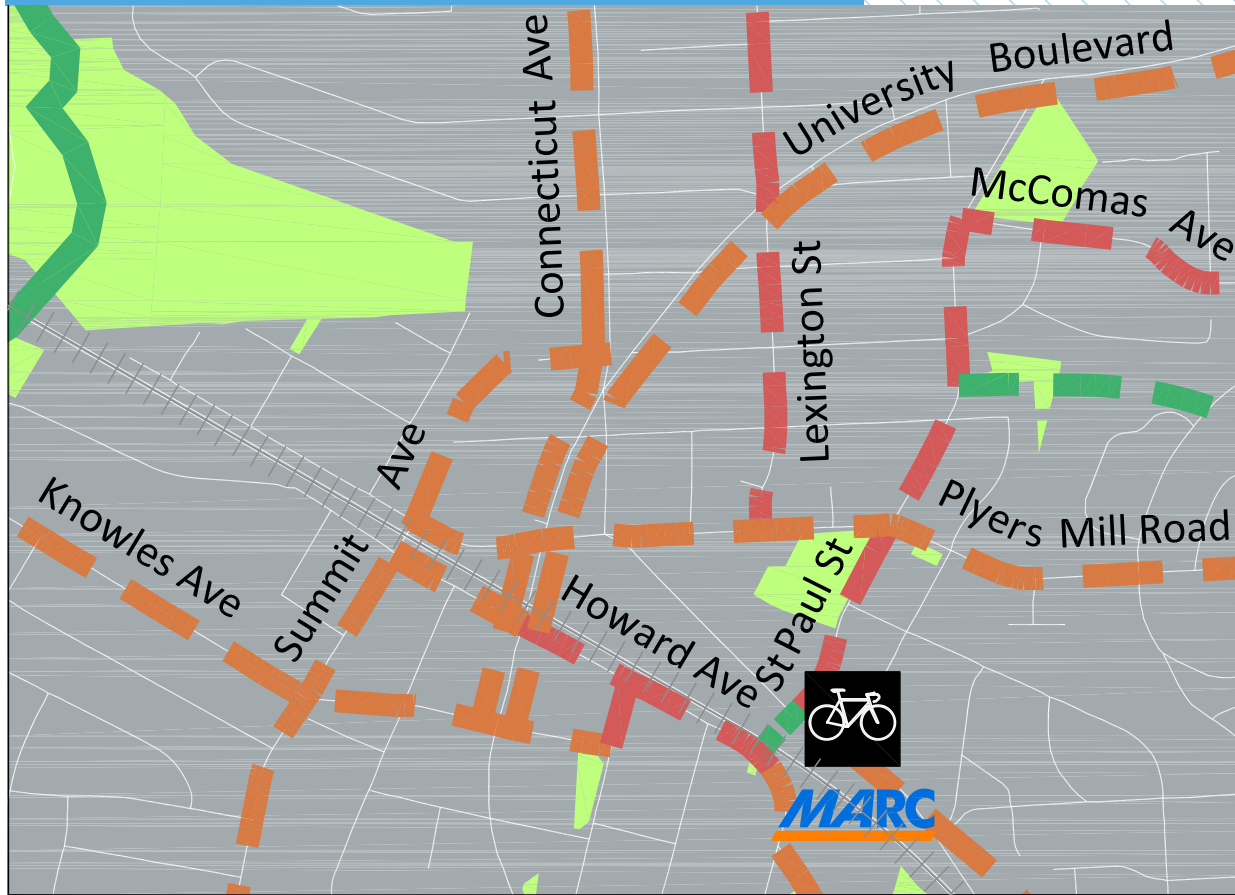 Connecticut Ave
University Boulevard
McComas Ave
Lexington St
Knowles Ave
Summit Ave
Plyers Mill Road
Howard Ave
St Paul St
MARC